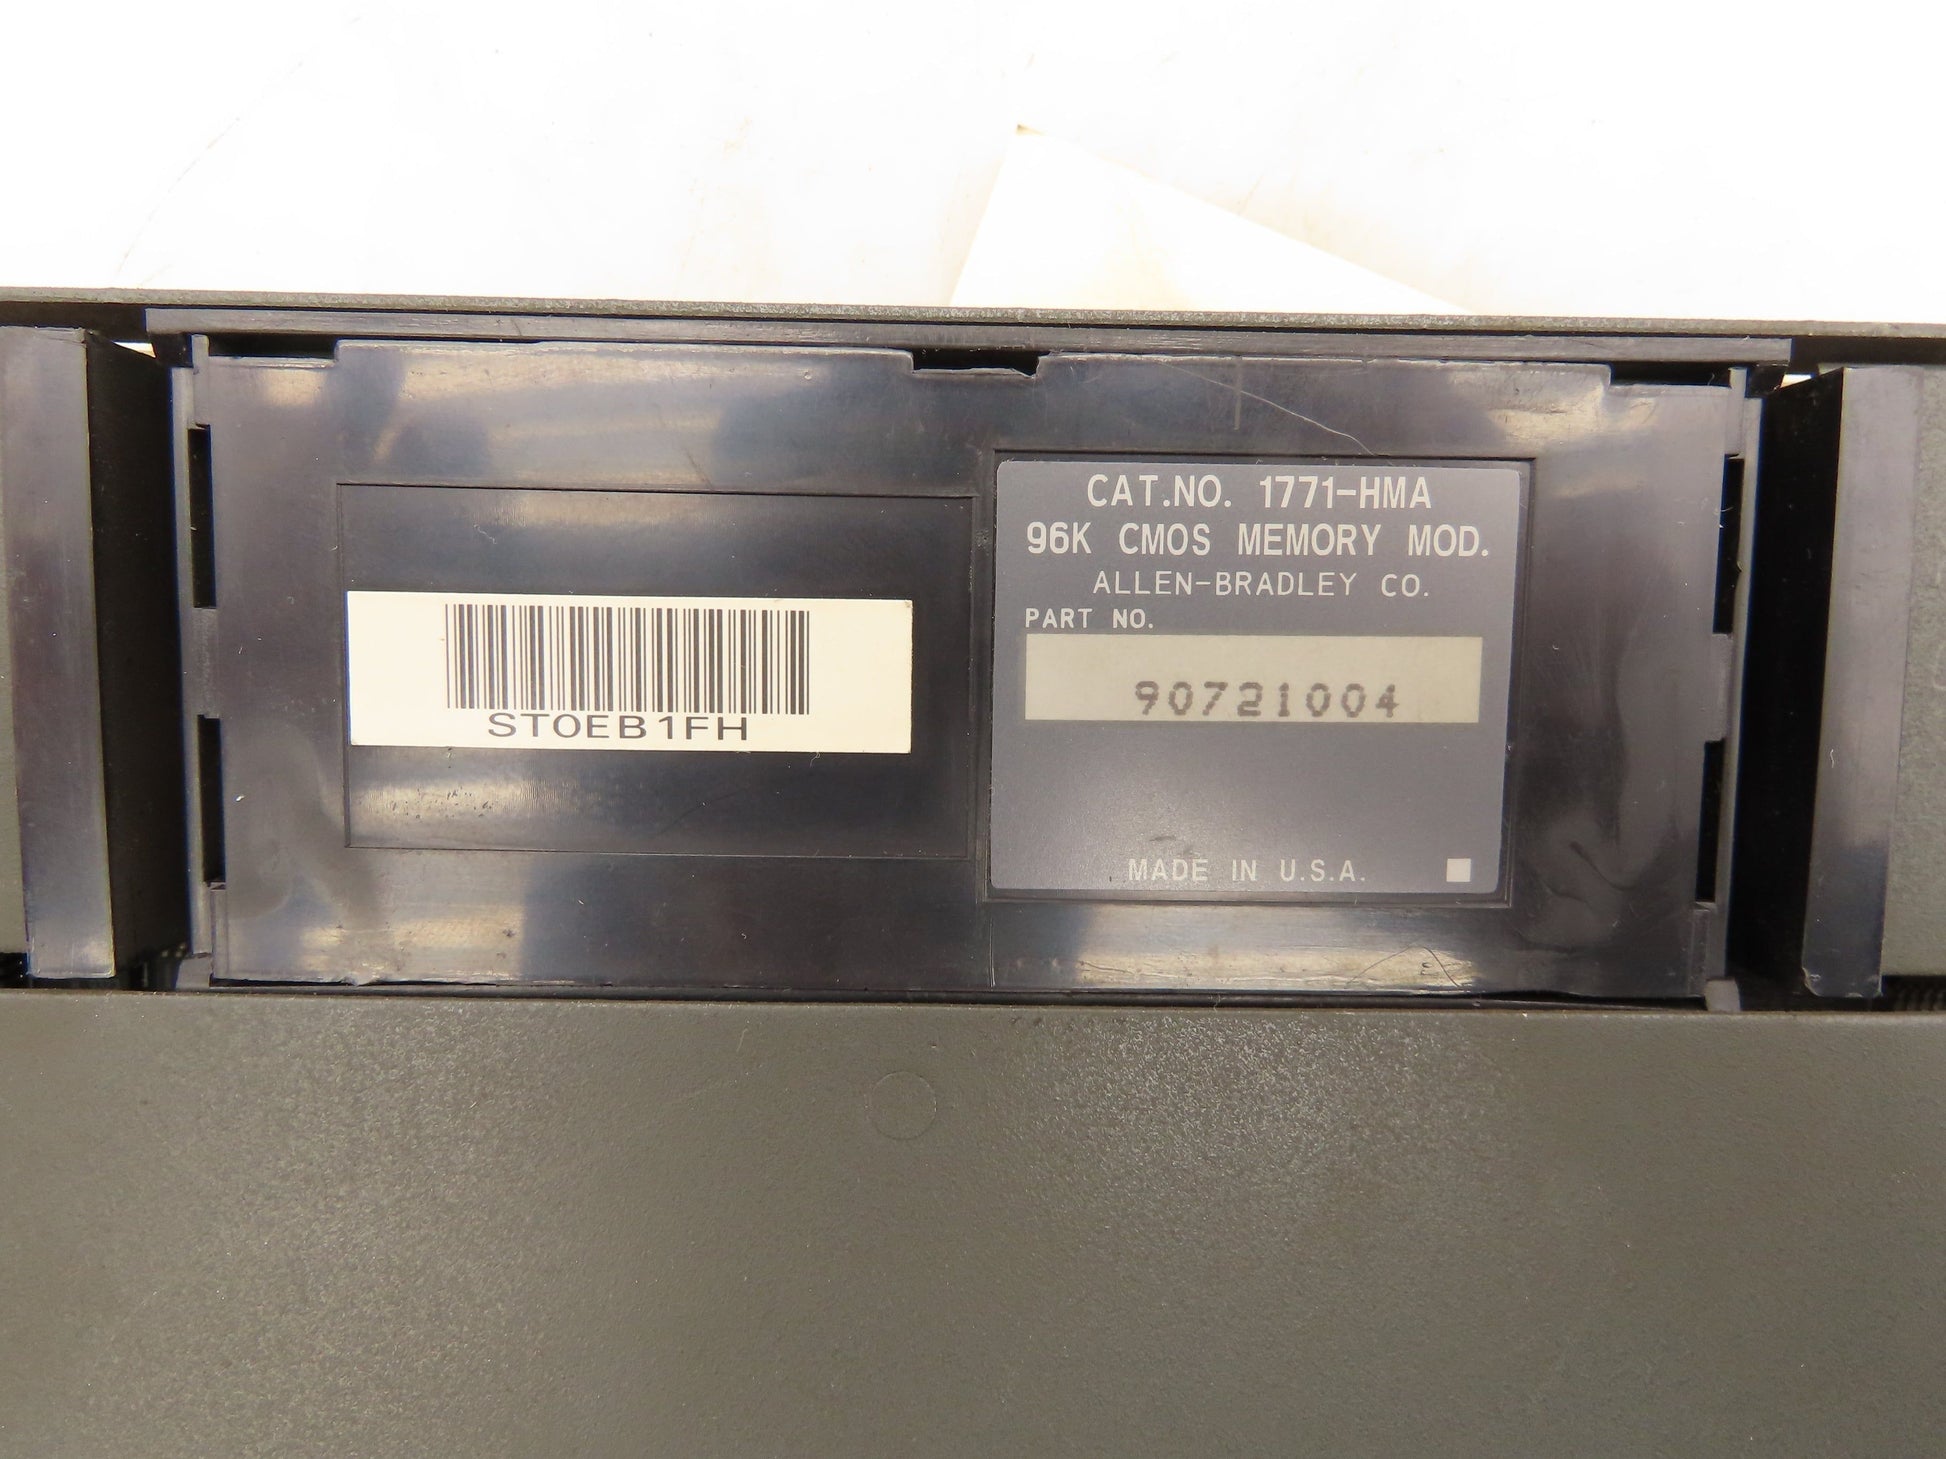 CAT.NO. 1771-HMA
96K CMOS MEMORY MOD.
ALLEN-BRADLEY CO.
PART NO.
90721004
MADE IN U.S.A.
ST0EB1FH